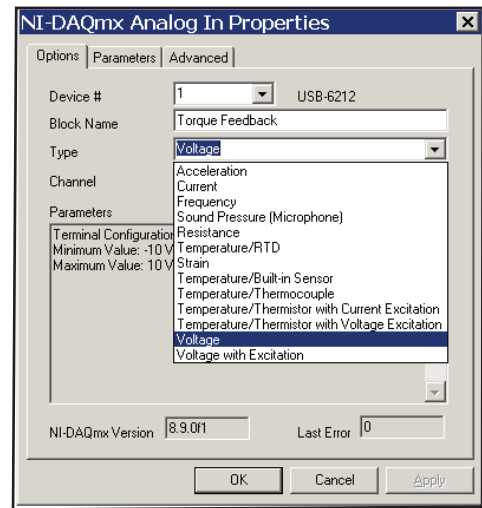 NI-DAQmx Analog In Properties
Options Parameters Advanced
Device # 1 USB-6212
Block Name Torque Feedback
Type Voltage
Channel
Acceleration
Current
Frequency
Sound Pressure (Microphone)
Resistance
Temperature/RTD
Strain
Temperature/Built-in Sensor
Temperature/Thermocouple
Temperature/Thermistor with Current Excitation
Temperature/Thermistor with Voltage Excitation
Voltage
Voltage with Excitation
Parameters
Terminal Configuration
Minimum Value: -10 V
Maximum Value: 10 V
NI-DAQmx Version 8.9.0f1 Last Error 0
OK Cancel Apply